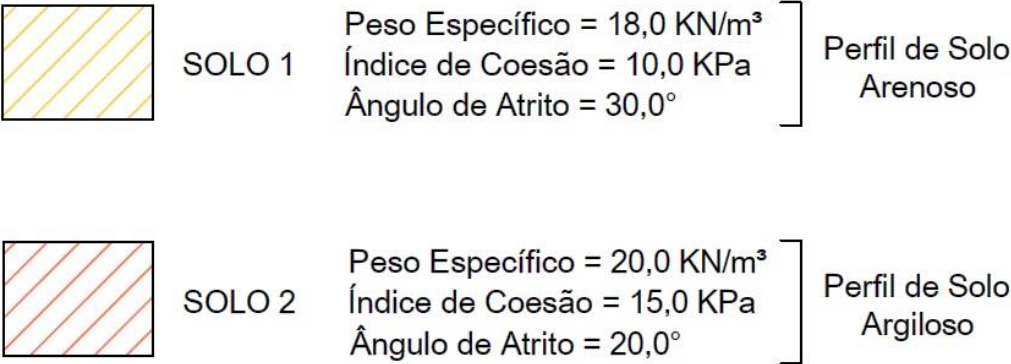 SOLO 1
Peso Específico = 18,0 KN/m³
Índice de Coesão = 10,0 KPa
Ângulo de Atrito = 30,0°
Perfil de Solo
Arenoso
SOLO 2
Peso Específico = 20,0 KN/m³
Índice de Coesão = 15,0 KPa
Ângulo de Atrito = 20,0°
Perfil de Solo
Argiloso